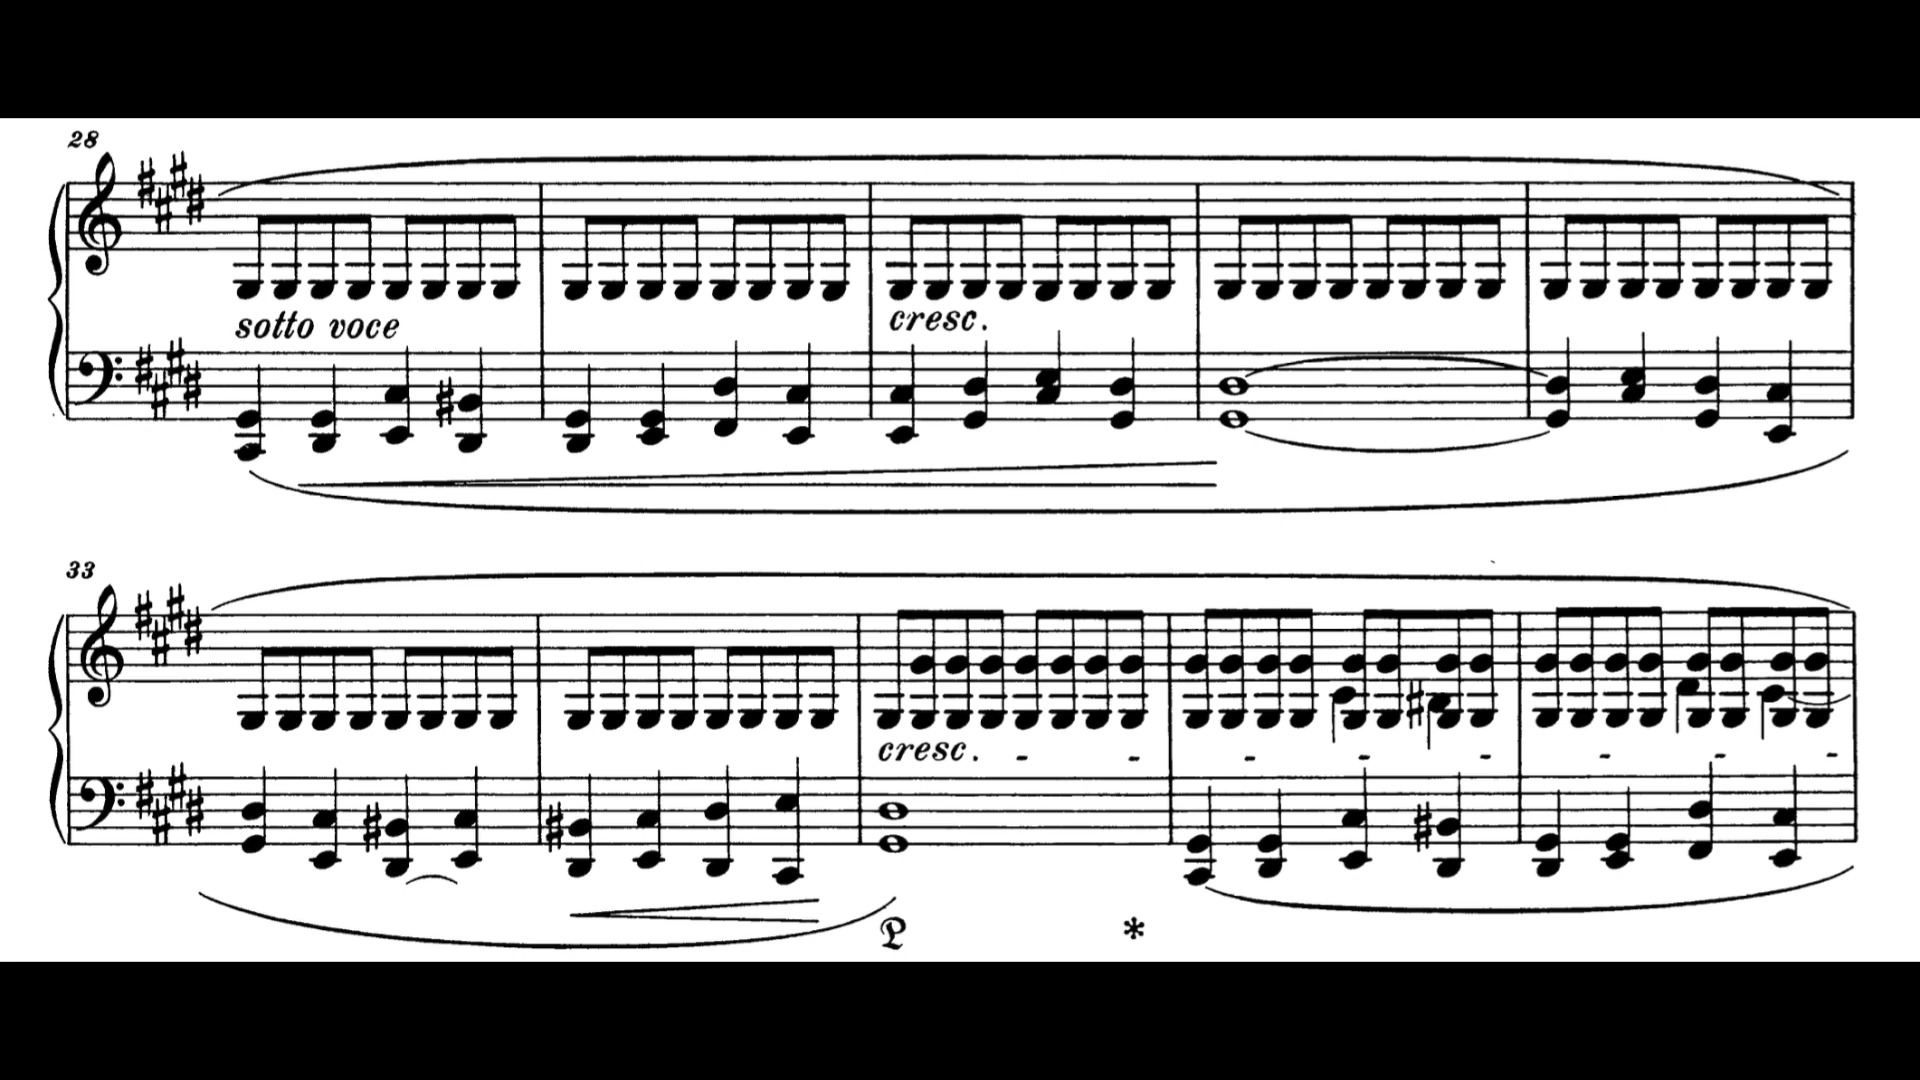 28
sotto voce
cresc.
33
cresc. - - - - - - - -